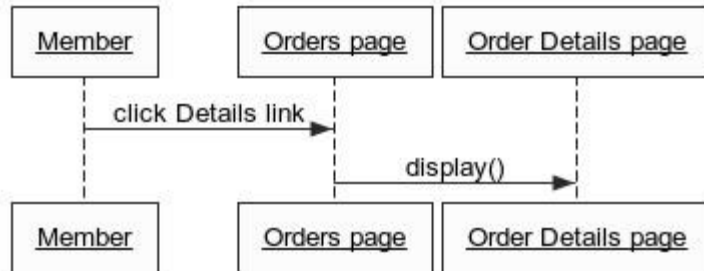 Member
Orders page
Order Details page
click Details link
display()
Member
Orders page
Order Details page